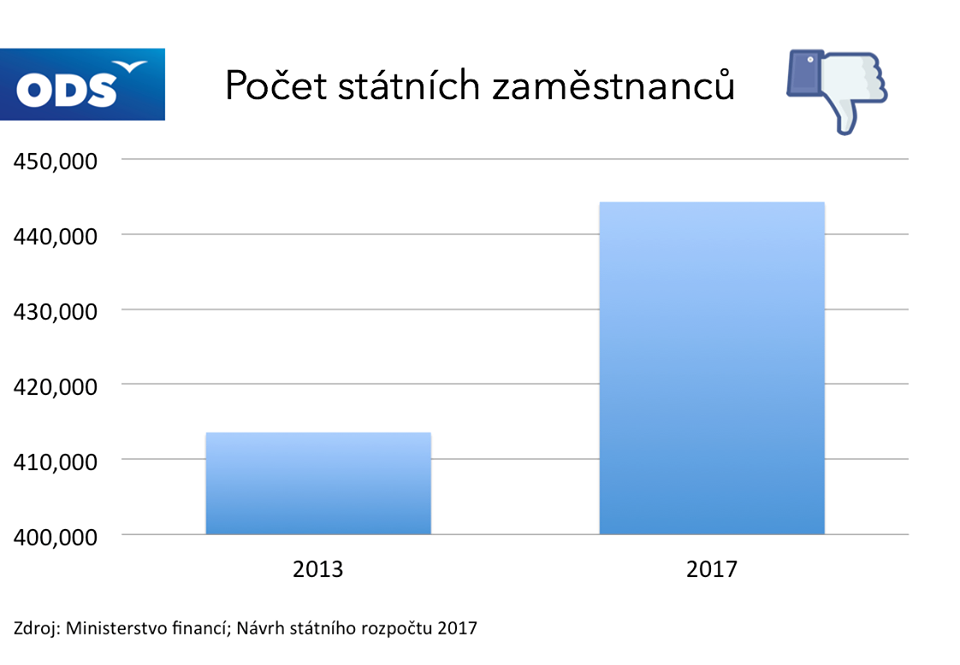 ODS
Počet státních zaměstnanců
450,000
440,000
430,000
420,000
410,000
400,000
2013 2017
Zdroj: Ministerstvo financí; Návrh státního rozpočtu 2017